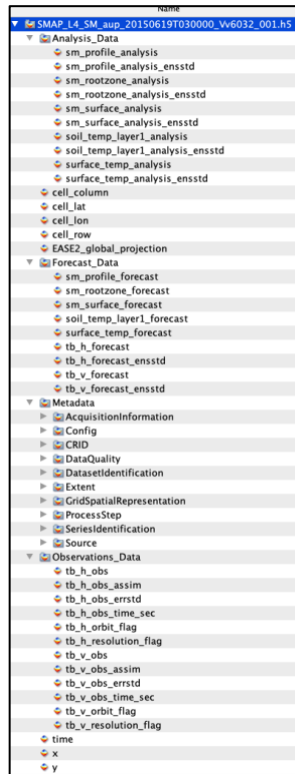 Name
SMAP_L4_SM_aup_20150619T030000_Vv6032_001.h5
Analysis_Data
sm_profile_analysis
sm_profile_analysis_ensstd
sm_rootzone_analysis
sm_rootzone_analysis_ensstd
sm_surface_analysis
sm_surface_analysis_ensstd
soil_temp_layer1_analysis
soil_temp_layer1_analysis_ensstd
surface_temp_analysis
surface_temp_analysis_ensstd
cell_column
cell_lat
cell_lon
cell_row
EASE2_global_projection
Forecast_Data
sm_profile_forecast
sm_rootzone_forecast
sm_surface_forecast
soil_temp_layer1_forecast
surface_temp_forecast
tb_h_forecast
tb_h_forecast_ensstd
tb_v_forecast
tb_v_forecast_ensstd
Metadata
AcquisitionInformation
Config
CRID
DataQuality
DatasetIdentification
Extent
GridSpatialRepresentation
ProcessStep
SeriesIdentification
Source
Observations_Data
tb_h_obs
tb_h_obs_assim
tb_h_obs_errstd
tb_h_obs_time_sec
tb_h_orbit_flag
tb_h_resolution_flag
tb_v_obs
tb_v_obs_assim
tb_v_obs_errstd
tb_v_obs_time_sec
tb_v_orbit_flag
tb_v_resolution_flag
time
x
y